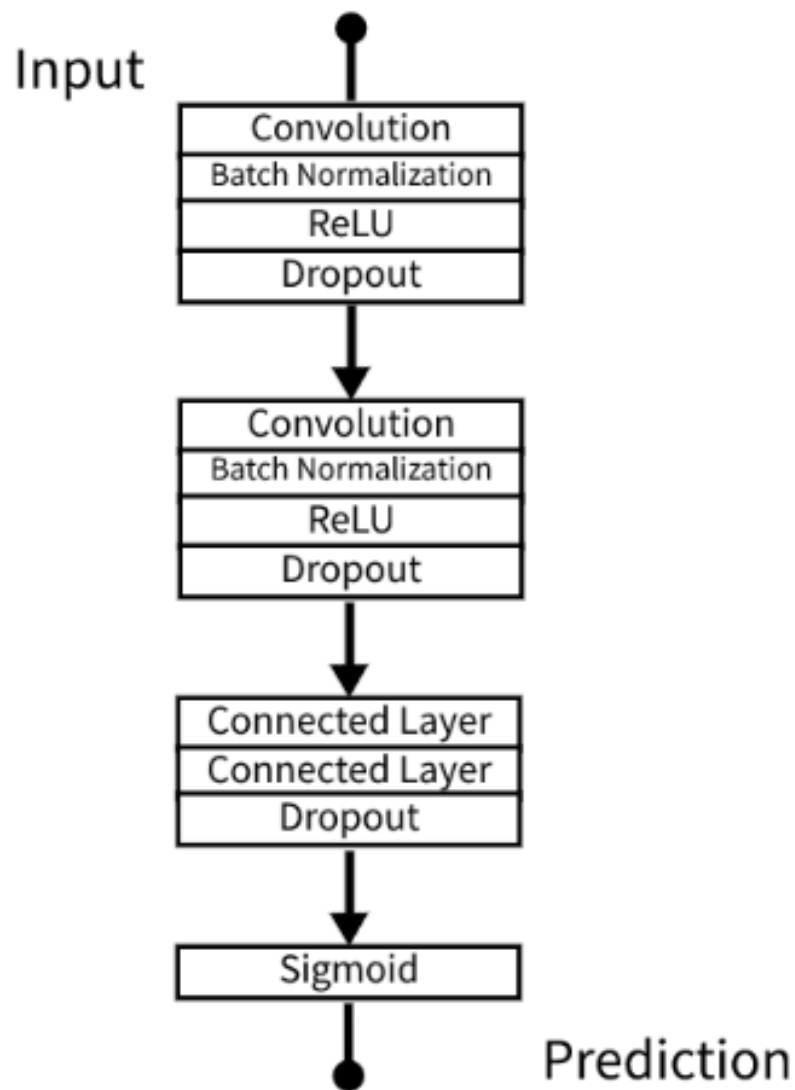 Input
Convolution
Batch Normalization
ReLU
Dropout
Convolution
Batch Normalization
ReLU
Dropout
Connected Layer
Connected Layer
Dropout
Sigmoid
Prediction